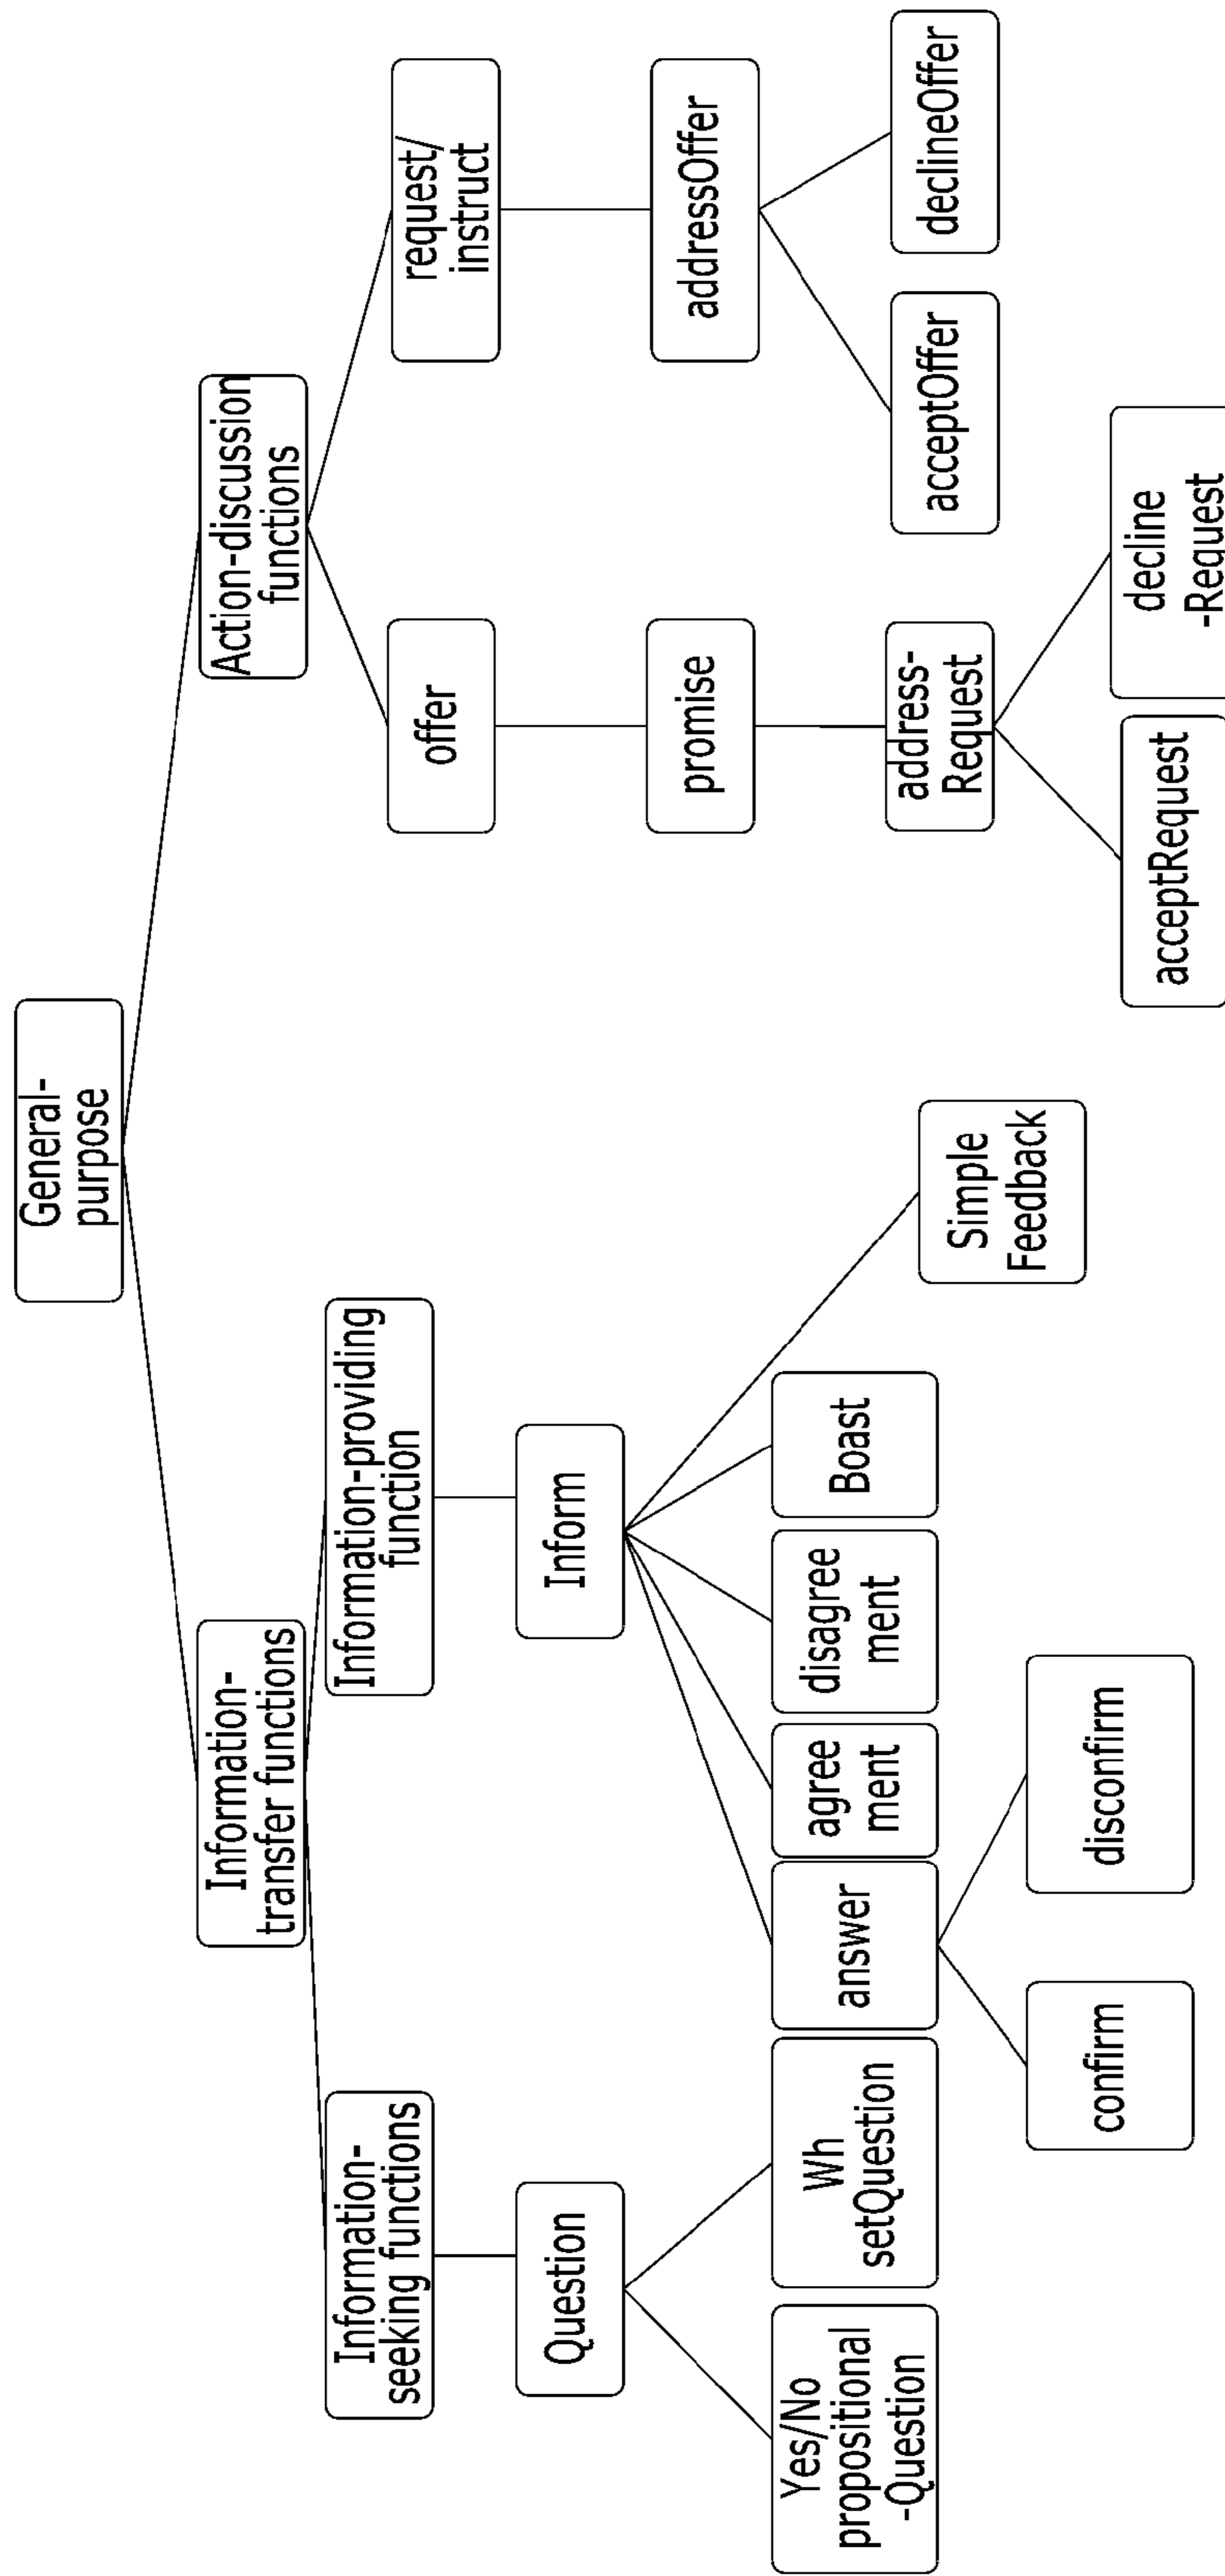 General-
purpose
Information-
transfer functions
Action-discussion
functions
Information-
seeking functions
Information-providing
function
offer
request/
instruct
Question
Inform
promise
addressOffer
Yes/No
propositional
-Question
Wh
setQuestion
answer
agree
ment
disagree
ment
Boast
Simple
Feedback
address-
Request
acceptOffer
declineOffer
confirm
disconfirm
acceptRequest
decline
-Request